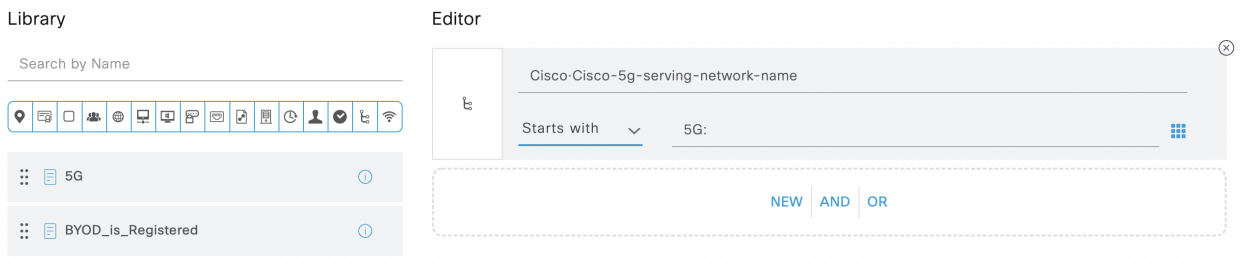 Library
Search by Name
5G
BYOD_is_Registered
Editor
Cisco·Cisco-5g-serving-network-name
Starts with
5G:
NEW
AND
OR